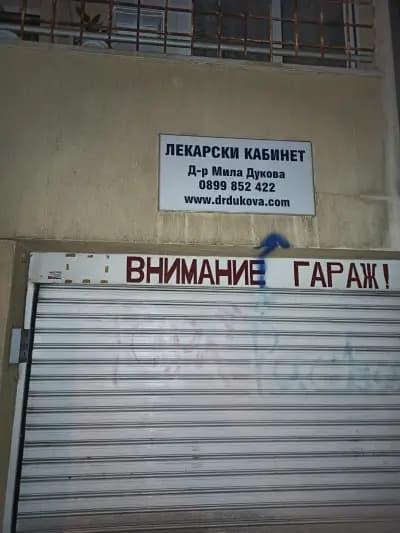 ЛЕКАРСКИ КАБИНЕТ
Д-р Мила Дукова
0899 852 422
www.drdukova.com
ВНИМАНИЕ ГАРАЖ!